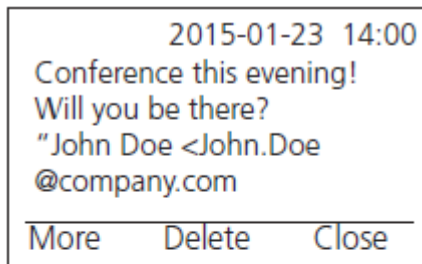 2015-01-23 14:00
Conference this evening!
Will you be there?
"John Doe <John.Doe
@company.com
More Delete Close